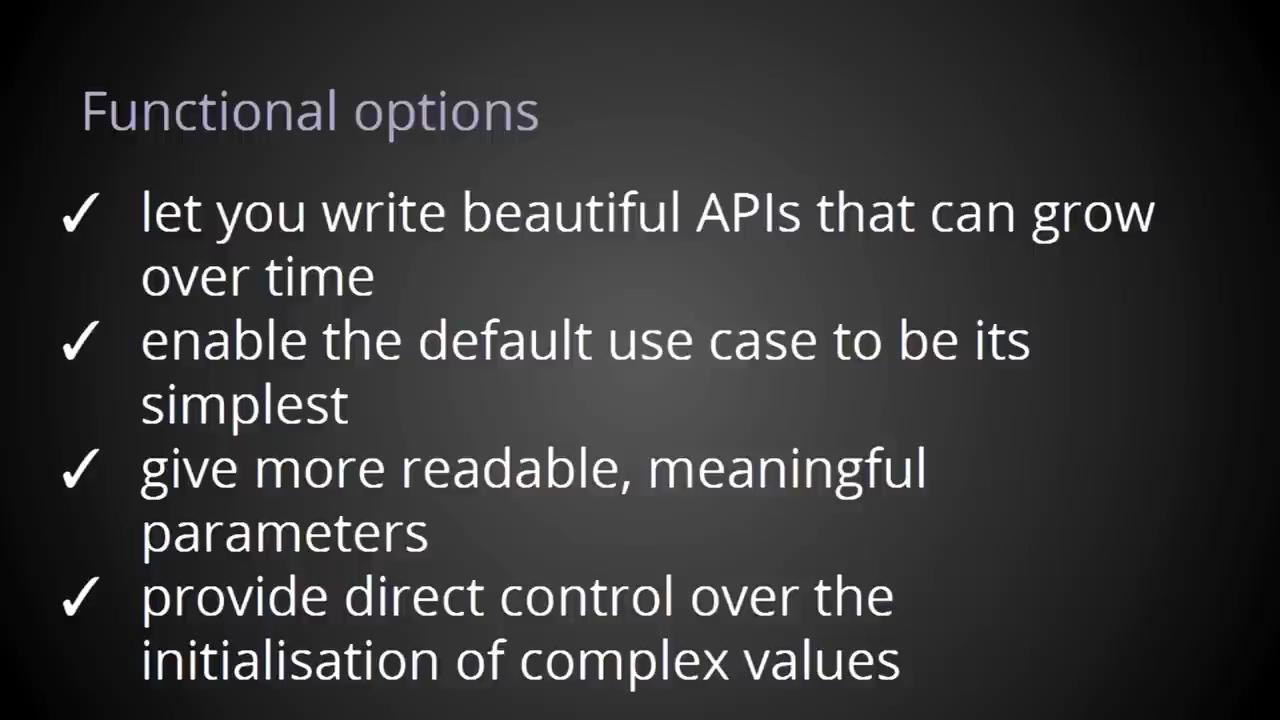 Functional options
✓ let you write beautiful APIs that can grow
over time
✓ enable the default use case to be its
simplest
✓ give more readable, meaningful
parameters
✓ provide direct control over the
initialisation of complex values